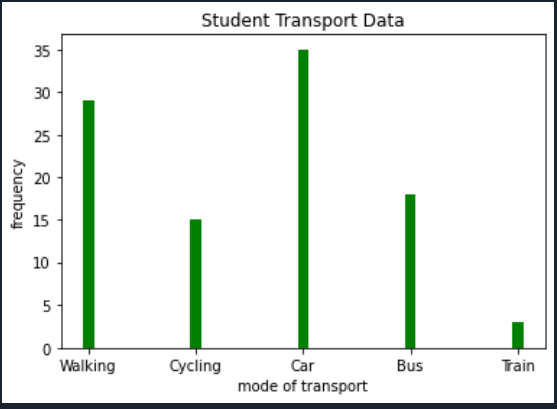 Student Transport Data
35
30
25
20
15
10
5
0
frequency
Walking Cycling Car Bus Train
mode of transport